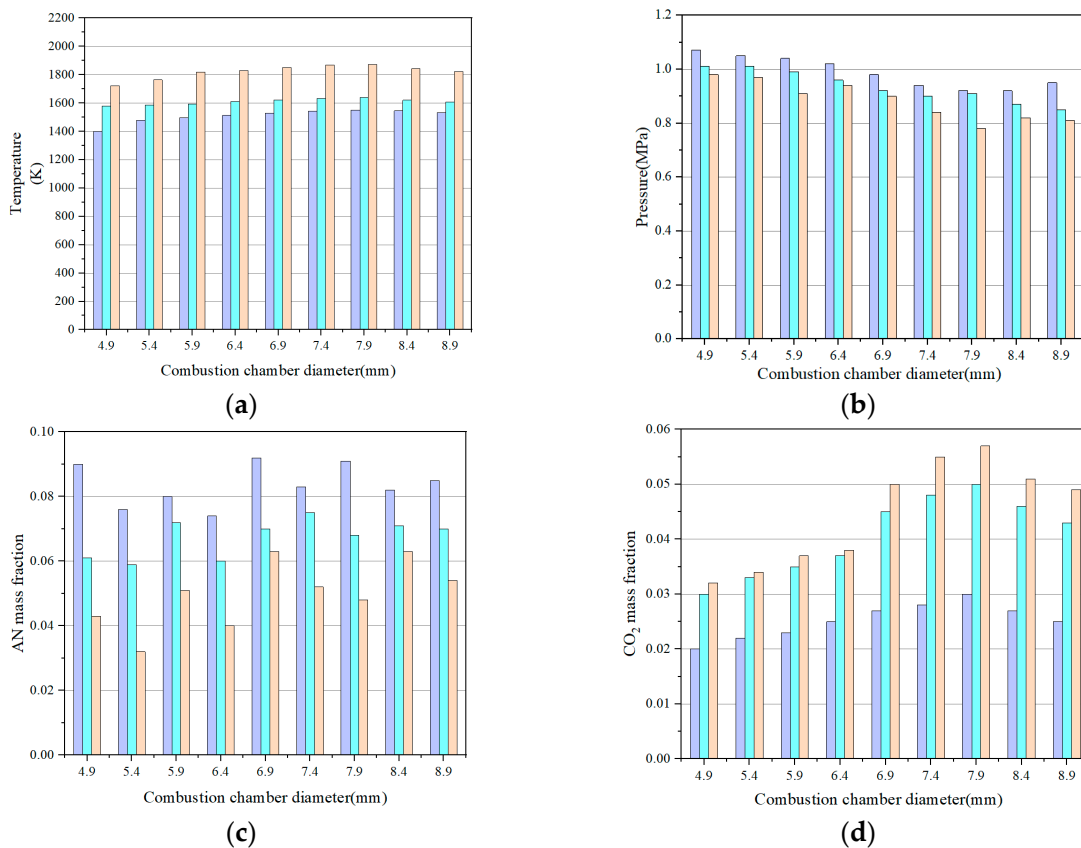 2200
2000
1800
1600
1400
1200
1000
800
600
400
200
0
Temperature
(K)
4.9 5.4 5.9 6.4 6.9 7.4 7.9 8.4 8.9
Combustion chamber diameter(mm)
(a)
1.2
1.0
0.8
0.6
0.4
0.2
0.0
Pressure(MPa)
4.9 5.4 5.9 6.4 6.9 7.4 7.9 8.4 8.9
Combustion chamber diameter(mm)
(b)
0.10
0.08
0.06
0.04
0.02
0.00
AN mass fraction
4.9 5.4 5.9 6.4 6.9 7.4 7.9 8.4 8.9
Combustion chamber diameter(mm)
(c)
0.06
0.05
0.04
0.03
0.02
0.01
0.00
CO₂ mass fraction
4.9 5.4 5.9 6.4 6.9 7.4 7.9 8.4 8.9
Combustion chamber diameter(mm)
(d)